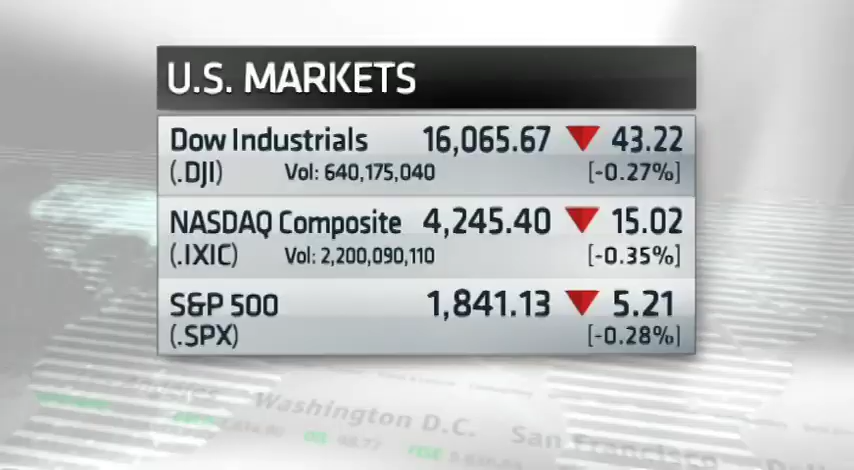 U.S. MARKETS
Dow Industrials 16,065.67 ▼ 43.22
(.DJI) Vol: 640,175,040 [-0.27%]
NASDAQ Composite 4,245.40 ▼ 15.02
(.IXIC) Vol: 2,200,090,110 [-0.35%]
S&P 500 1,841.13 ▼ 5.21
(.SPX) [-0.28%]
Angeles
Washington D.C.
San Francisco